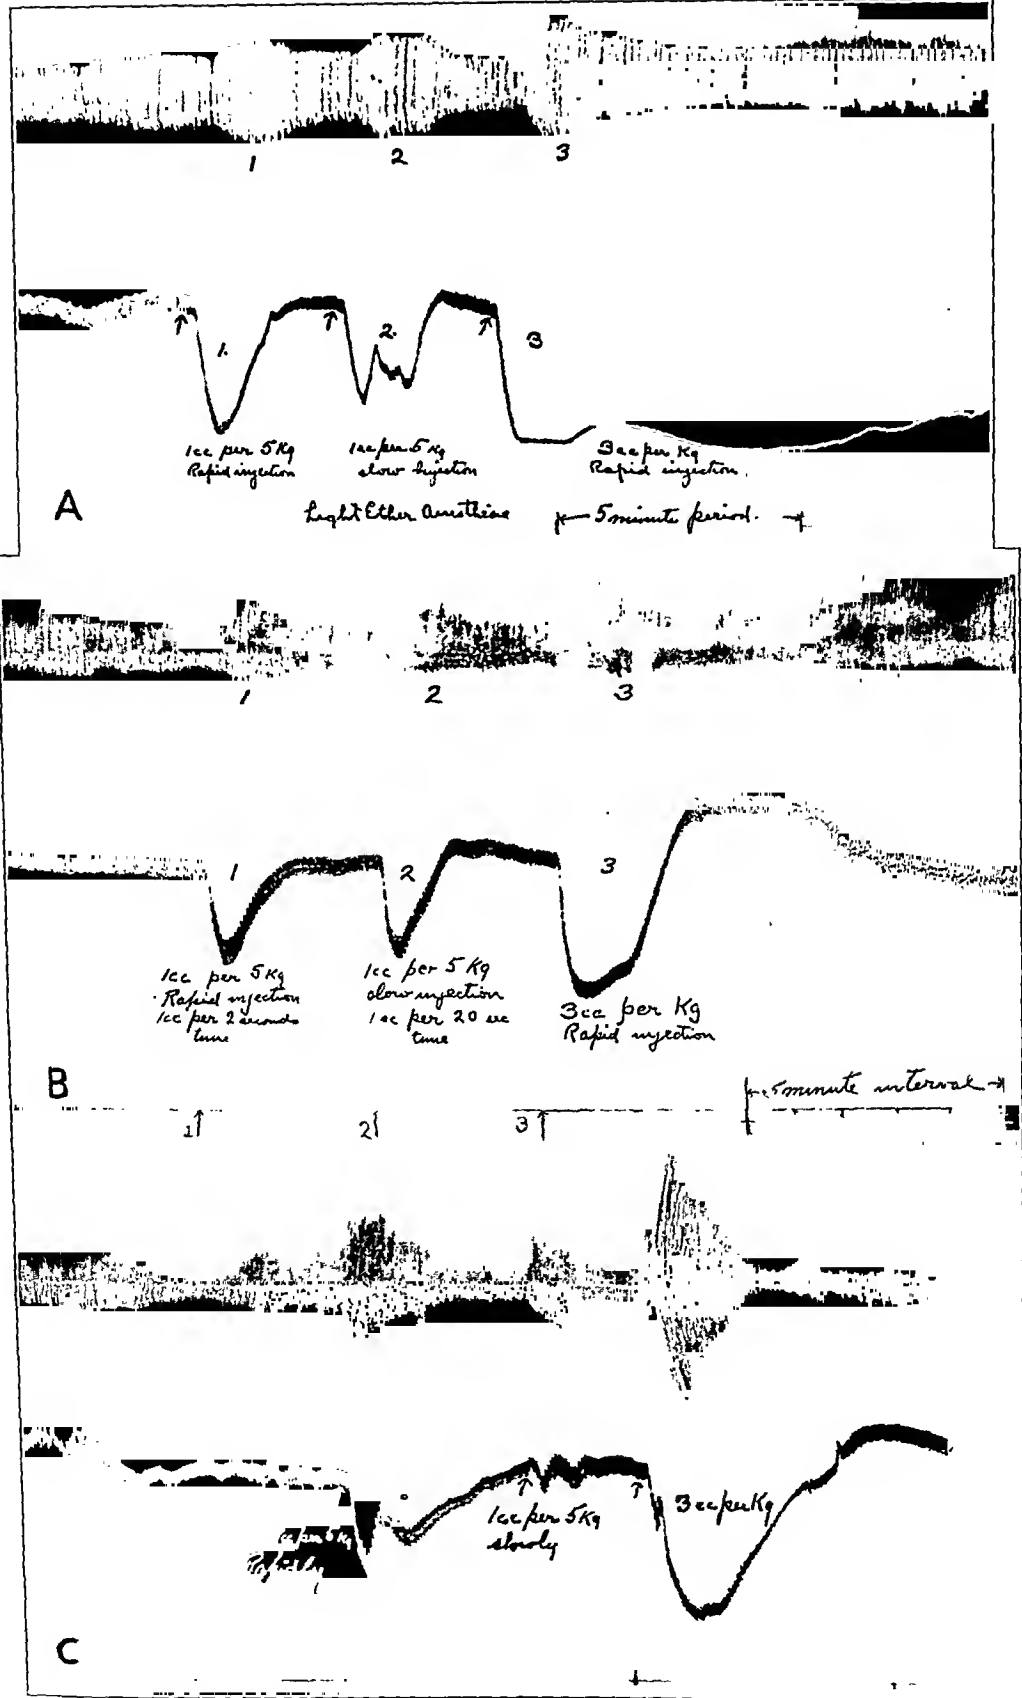 1 2 3
1. 2. 3
1cc per 5 Kg
Rapid injection
1cc per 5 Kg
slow Injection
3cc per Kg
Rapid injection.
A
Light Ether Anesthesia
5 minute period.
1 2 3
1 2 3
1cc per 5 Kg
Rapid injection
1cc per 2 seconds
time
1cc per 5 Kg
slow injection
1cc per 20 sec
time
3cc per Kg
Rapid injection
B
5 minute interval
1 2 3
3cc per Kg
1cc per 5 Kg
slowly
C